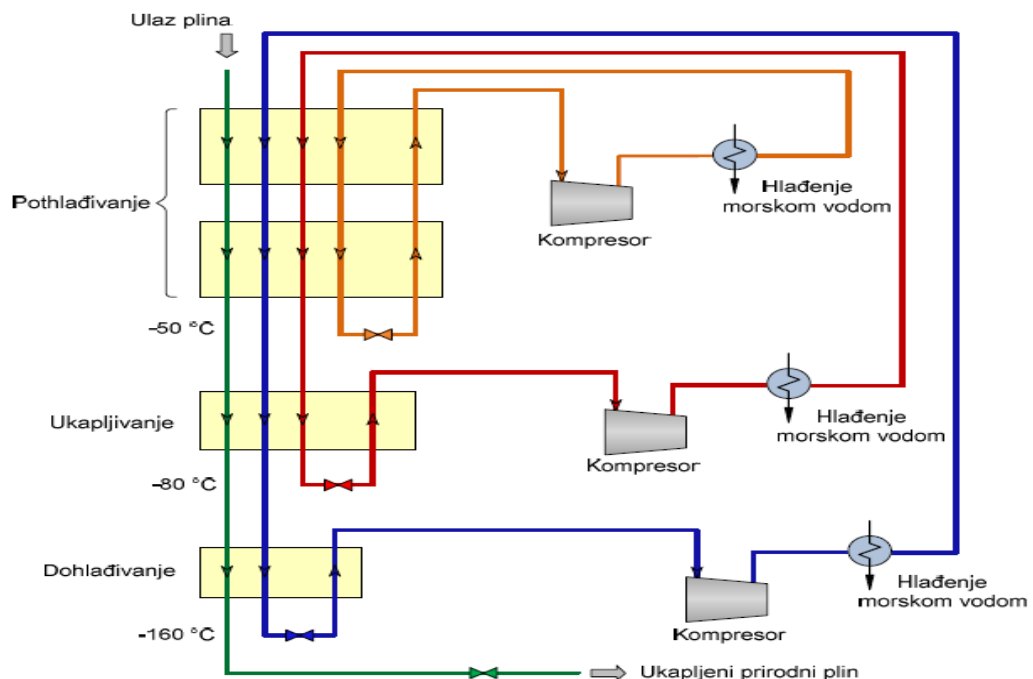 Ulaz plina
Pothlađivanje
Hlađenje
morskom vodom
Kompresor
-50 °C
Ukapljivanje
Hlađenje
morskom vodom
Kompresor
-80 °C
Dohlađivanje
Hlađenje
morskom vodom
Kompresor
-160 °C
Ukapljeni prirodni plin